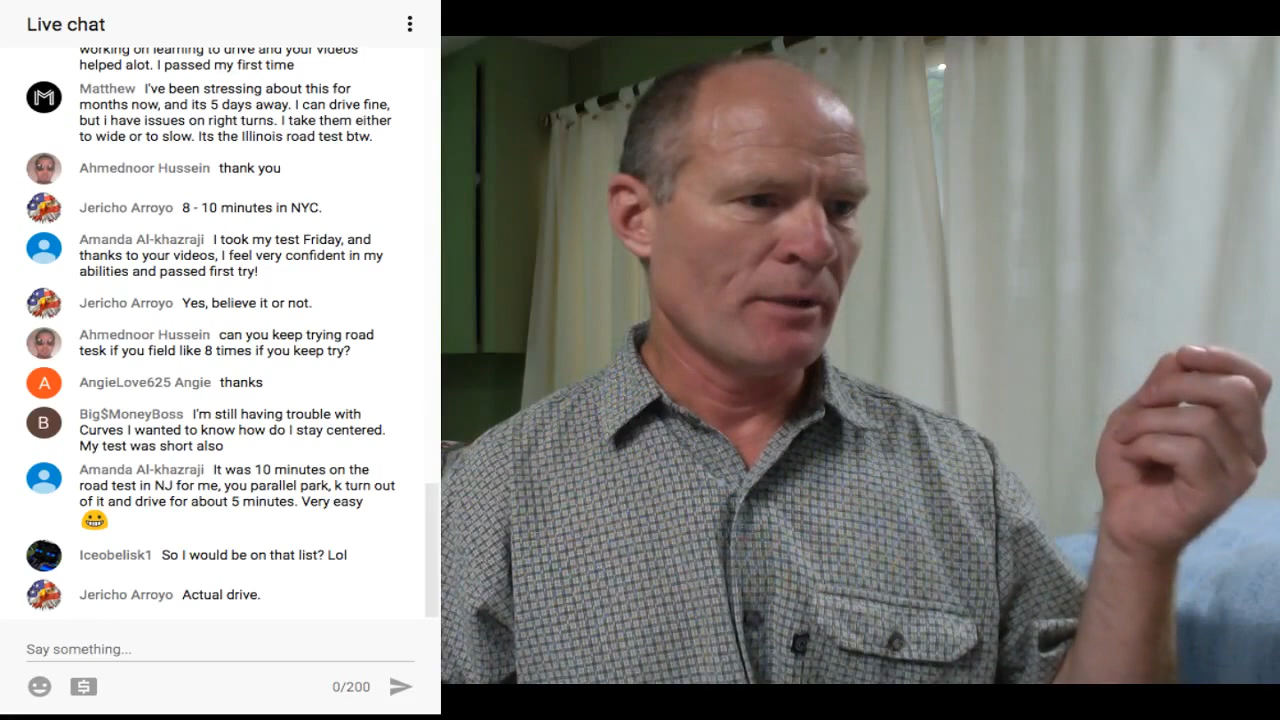 Live chat
working on learning to drive and your videos
helped alot. I passed my first time
Matthew I've been stressing about this for
months now, and its 5 days away. I can drive fine,
but i have issues on right turns. I take them either
to wide or to slow. Its the Illinois road test btw.
Ahmednoor Hussein thank you
Jericho Arroyo 8 - 10 minutes in NYC.
Amanda Al-khazraji I took my test Friday, and
thanks to your videos, I feel very confident in my
abilities and passed first try!
Jericho Arroyo Yes, believe it or not.
Ahmednoor Hussein can you keep trying road
tesk if you field like 8 times if you keep try?
A
AngieLove625 Angie thanks
B
Big$MoneyBoss I'm still having trouble with
Curves I wanted to know how do I stay centered.
My test was short also
Amanda Al-khazraji It was 10 minutes on the
road test in NJ for me, you parallel park, k turn out
of it and drive for about 5 minutes. Very easy
Iceobelisk1 So I would be on that list? Lol
Jericho Arroyo Actual drive.
Say something...
0/200